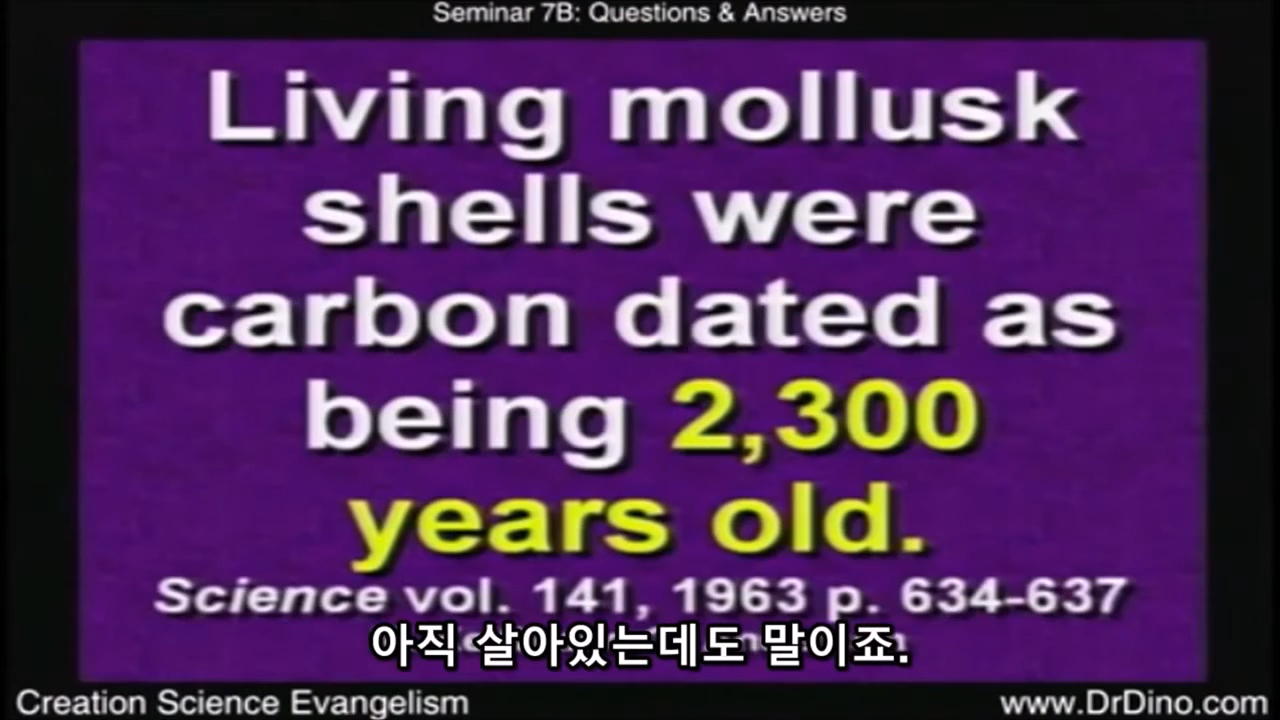 Seminar 7B: Questions & Answers
Living mollusk
shells were
carbon dated as
being 2,300
years old.
Science vol. 141, 1963 p. 634-637
아직 살아있는데도 말이죠.
Creation Science Evangelism
www.DrDino.com